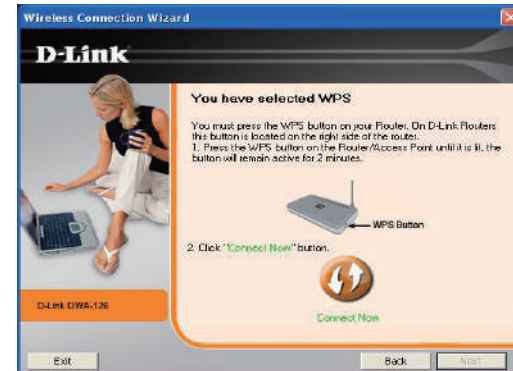 Wireless Connection Wizard
D-Link
You have selected WPS
You must press the WPS button on your Router. On D-Link Routers
this button is located on the right side of the router.
1. Press the WPS button on the Router/Access Point until it is lit, the
button will remain active for 2 minutes.
WPS Button
2. Click "Connect Now" button.
Connect Now
D-Link DWA-126
Exit
Back
Next